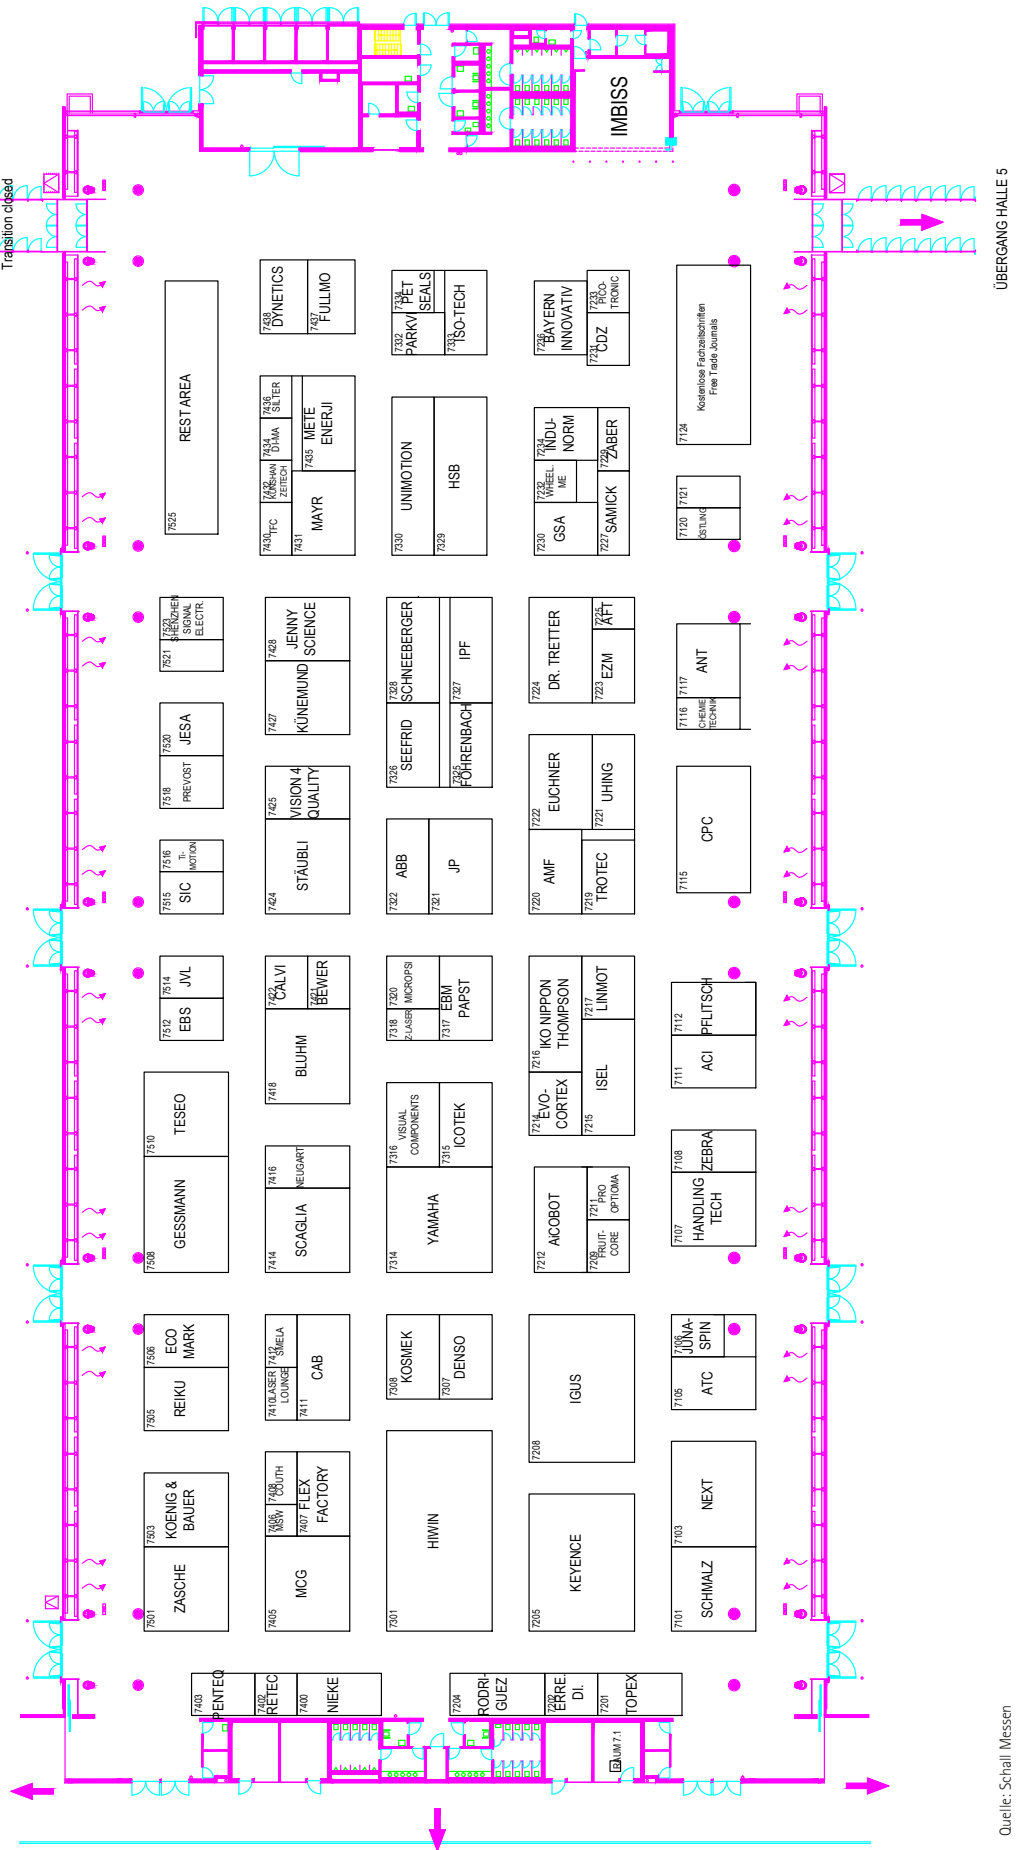 IMBISS
Transition closed
ÜBERGANG HALLE 5
7525
REST AREA
7438
DYNETICS
7437
FULLMO
7334
PET
SEALS
7332
PARKVI
7333
ISO-TECH
7236
BAYERN
INNOVATIV
7233
PICO-
TRONIC
7231
CDZ
7124
Kostenlose Fachzeitschriften
Free Trade Journals
7436
SILTER
7434
DI-MA
7432
KUNSHAN
ZEITECH
7430
TFC
7435
METE
ENERJI
7431
MAYR
7330
UNIMOTION
7329
HSB
7234
INDU-
NORM
7232
WHEEL.
ME
7230
GSA
7229
ZABER
7227
SAMICK
7121
7120
ÖSTLING
7523
SHENZHEN
SIGNAL
ELECTR.
7521
7428
JENNY
SCIENCE
7427
KÜNEMUND
7328
SCHNEEBERGER
7327
IPF
7326
SEEFRID
7325
FÖHRENBACH
7224
DR. TRETTER
7225
AFT
7223
EZM
7117
ANT
7116
CHEMIE
TECHNIK
7520
JESA
7518
PREVOST
7425
VISION 4
QUALITY
7424
STÄUBLI
7322
ABB
7321
JP
7222
EUCHNER
7221
UHING
7220
AMF
7219
TROTEC
7115
CPC
7516
TI-
MOTION
7515
SIC
7514
JVL
7512
EBS
7422
CALVI
7421
BEWER
7418
BLUHM
7320
MICROPSI
7318
Z-LASER
7317
EBM
PAPST
7216
IKO NIPPON
THOMPSON
7217
LINMOT
7214
EVO-
CORTEX
7215
ISEL
7112
PFLITSCH
7111
ACI
7510
TESEO
7508
GESSMANN
7416
NEUGART
7414
SCAGLIA
7316
VISUAL
COMPONENTS
7315
ICOTEK
7314
YAMAHA
7212
AiCOBOT
7211
PRO
OPTIOMA
7209
FRUIT-
CORE
7108
ZEBRA
7107
HANDLING
TECH
7506
ECO
MARK
7505
REIKU
7412
SMELA
7410
LASER
LOUNGE
7411
CAB
7308
KOSMEK
7307
DENSO
7208
IGUS
7106
JUNA-
SPIN
7105
ATC
7503
KOENIG &
BAUER
7501
ZASCHE
7408
COUTH
7406
MSW
7407
FLEX
FACTORY
7405
MCG
7301
HIWIN
7205
KEYENCE
7103
NEXT
7101
SCHMALZ
7403
PENTEQ
7402
RETEC
7400
NIEKE
7204
RODRI-
GUEZ
7202
ERRE.
DI.
7201
TOPEX
RAUM 7.1
Quelle: Schall Messen